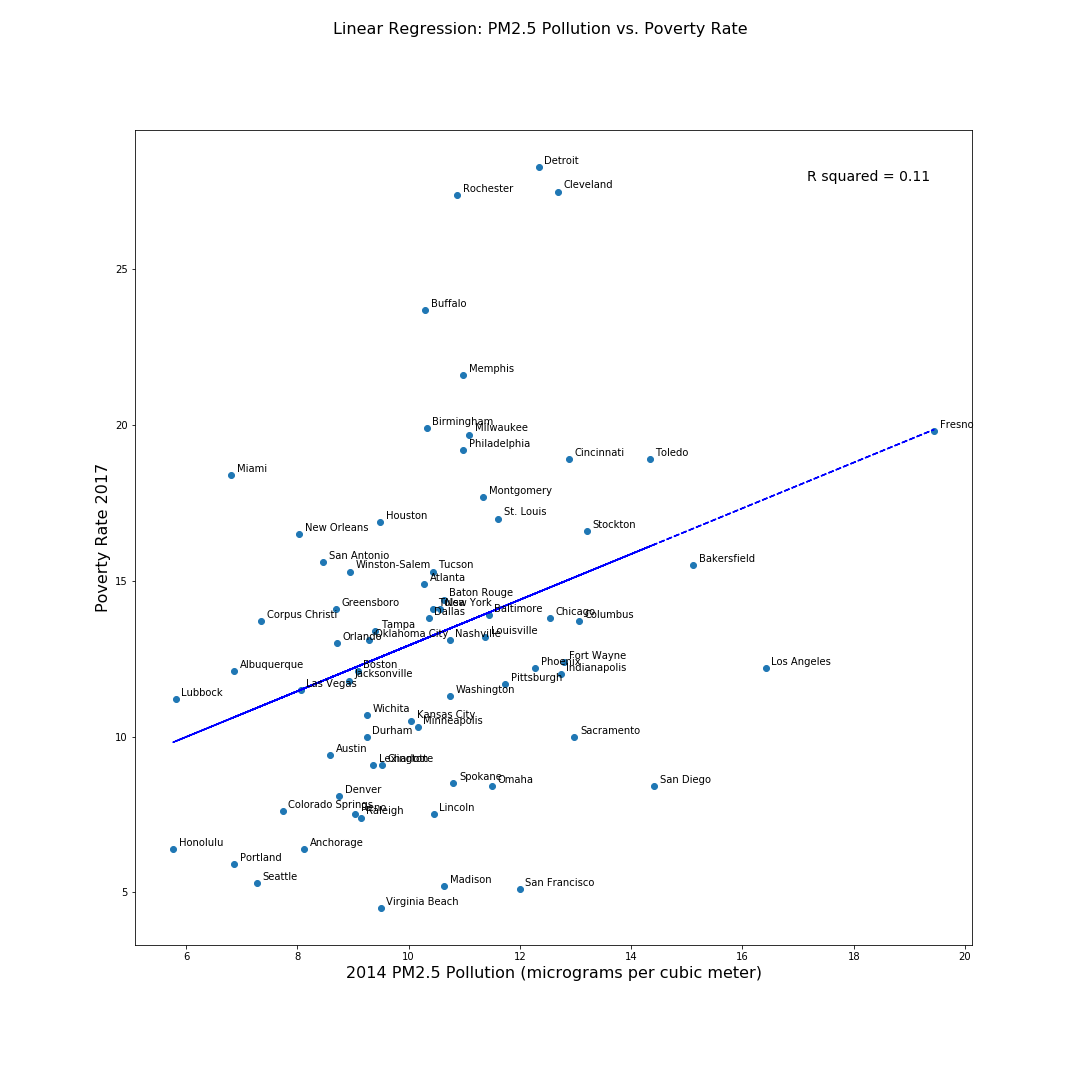 Linear Regression: PM2.5 Pollution vs. Poverty Rate
R squared = 0.11
Detroit
Cleveland
Rochester
Buffalo
Memphis
Birmingham
Milwaukee
Philadelphia
Fresno
Cincinnati
Toledo
Miami
Montgomery
St. Louis
Houston
Stockton
New Orleans
San Antonio
Winston-Salem
Tucson
Bakersfield
Atlanta
Baton Rouge
Greensboro
Tulsa
New York
Dallas
Baltimore
Chicago
Columbus
Corpus Christi
Tampa
Orlando
Oklahoma City
Nashville
Louisville
Fort Wayne
Phoenix
Indianapolis
Los Angeles
Albuquerque
Boston
Jacksonville
Pittsburgh
Las Vegas
Washington
Lubbock
Wichita
Kansas City
Minneapolis
Durham
Sacramento
Austin
Lexington
Charlotte
Spokane
Omaha
San Diego
Denver
Colorado Springs
Reno
Raleigh
Lincoln
Honolulu
Anchorage
Portland
Seattle
Madison
San Francisco
Virginia Beach
25
20
15
10
5
Poverty Rate 2017
6 8 10 12 14 16 18 20
2014 PM2.5 Pollution (micrograms per cubic meter)